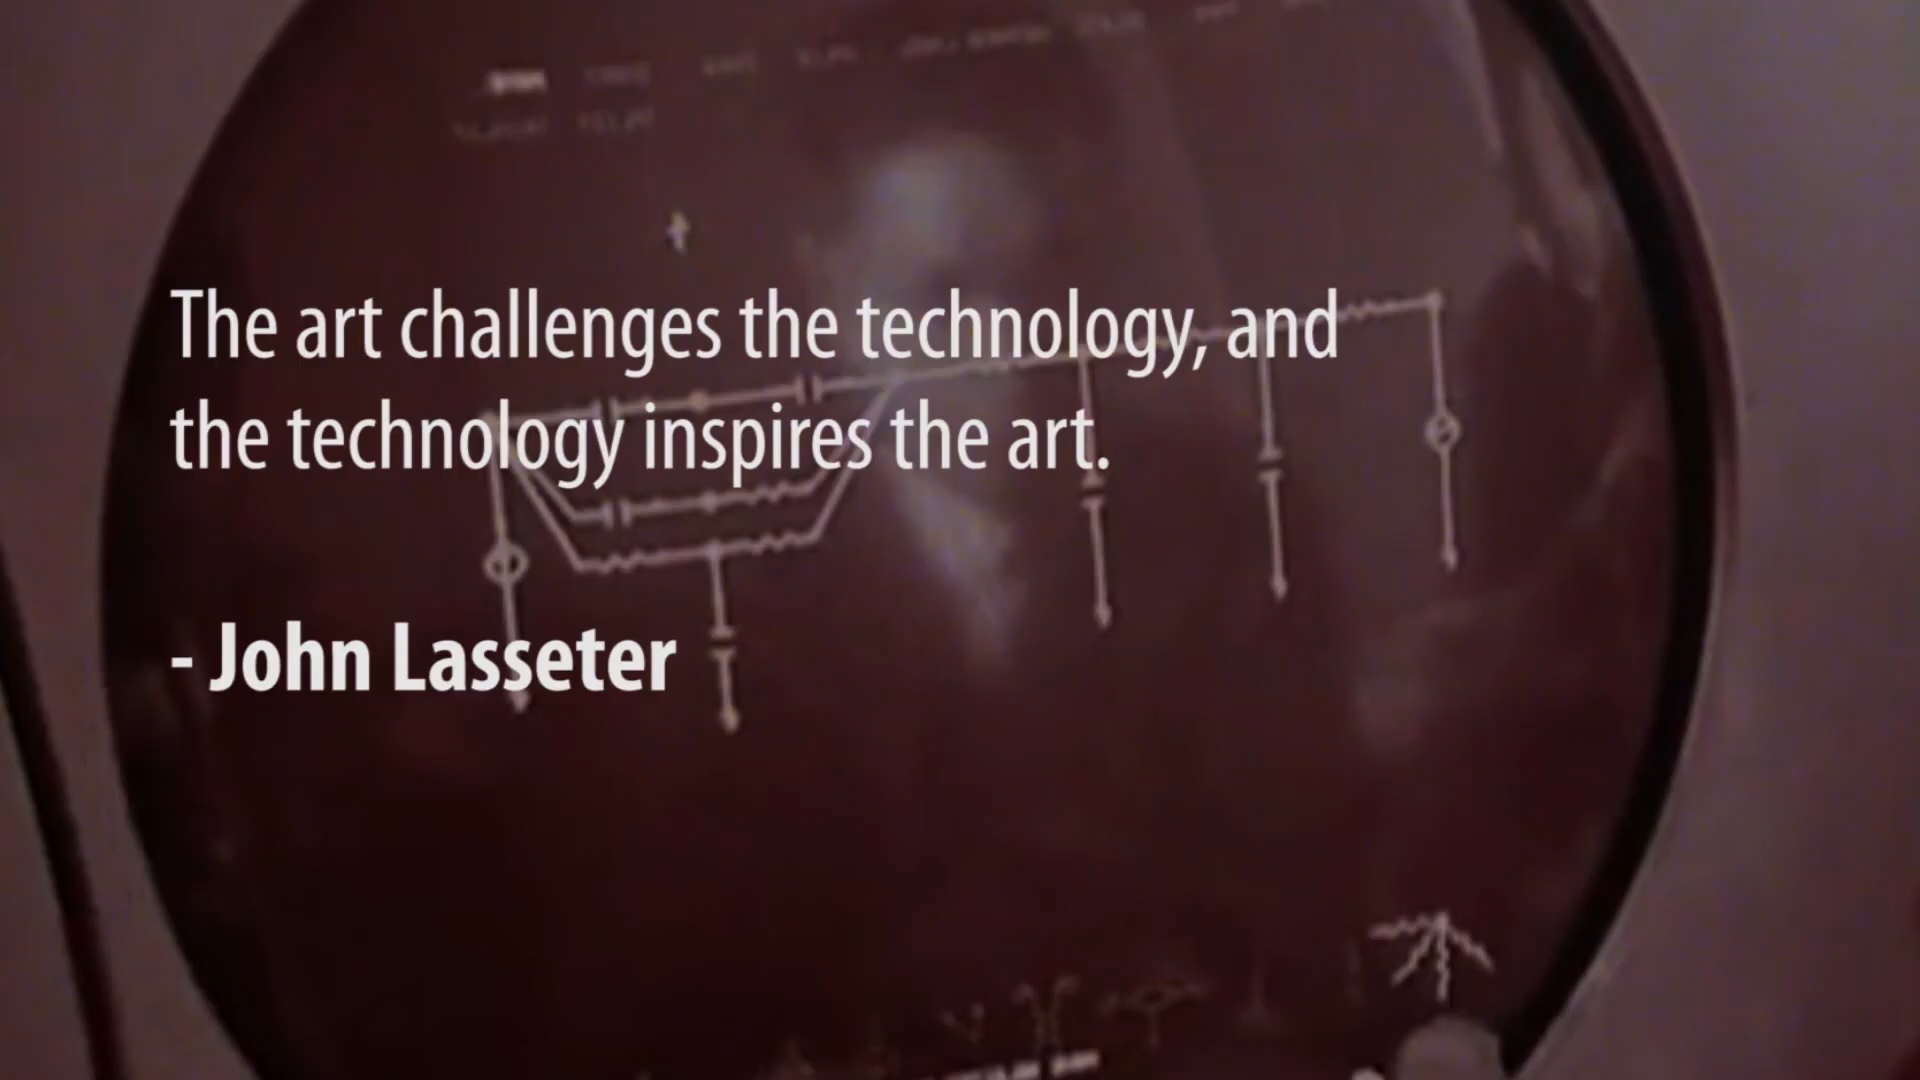 The art challenges the technology, and
the technology inspires the art.
- John Lasseter